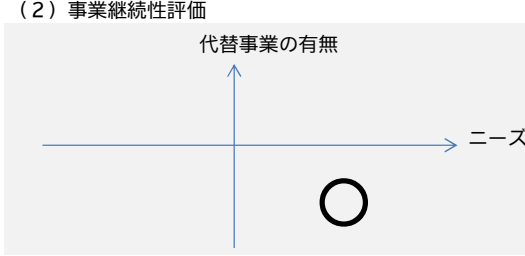 （２）事業継続性評価
代替事業の有無
ニーズ